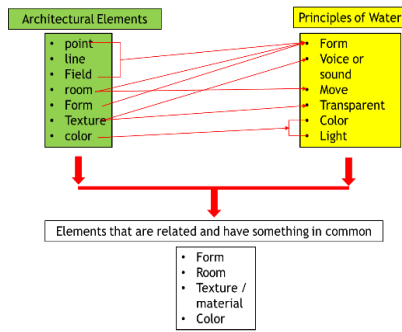 Architectural Elements
• point
• line
• Field
• room
• Form
• Texture
• color
Principles of Water
• Form
• Voice or
sound
• Move
• Transparent
• Color
• Light
Elements that are related and have something in common
• Form
• Room
• Texture /
material
• Color